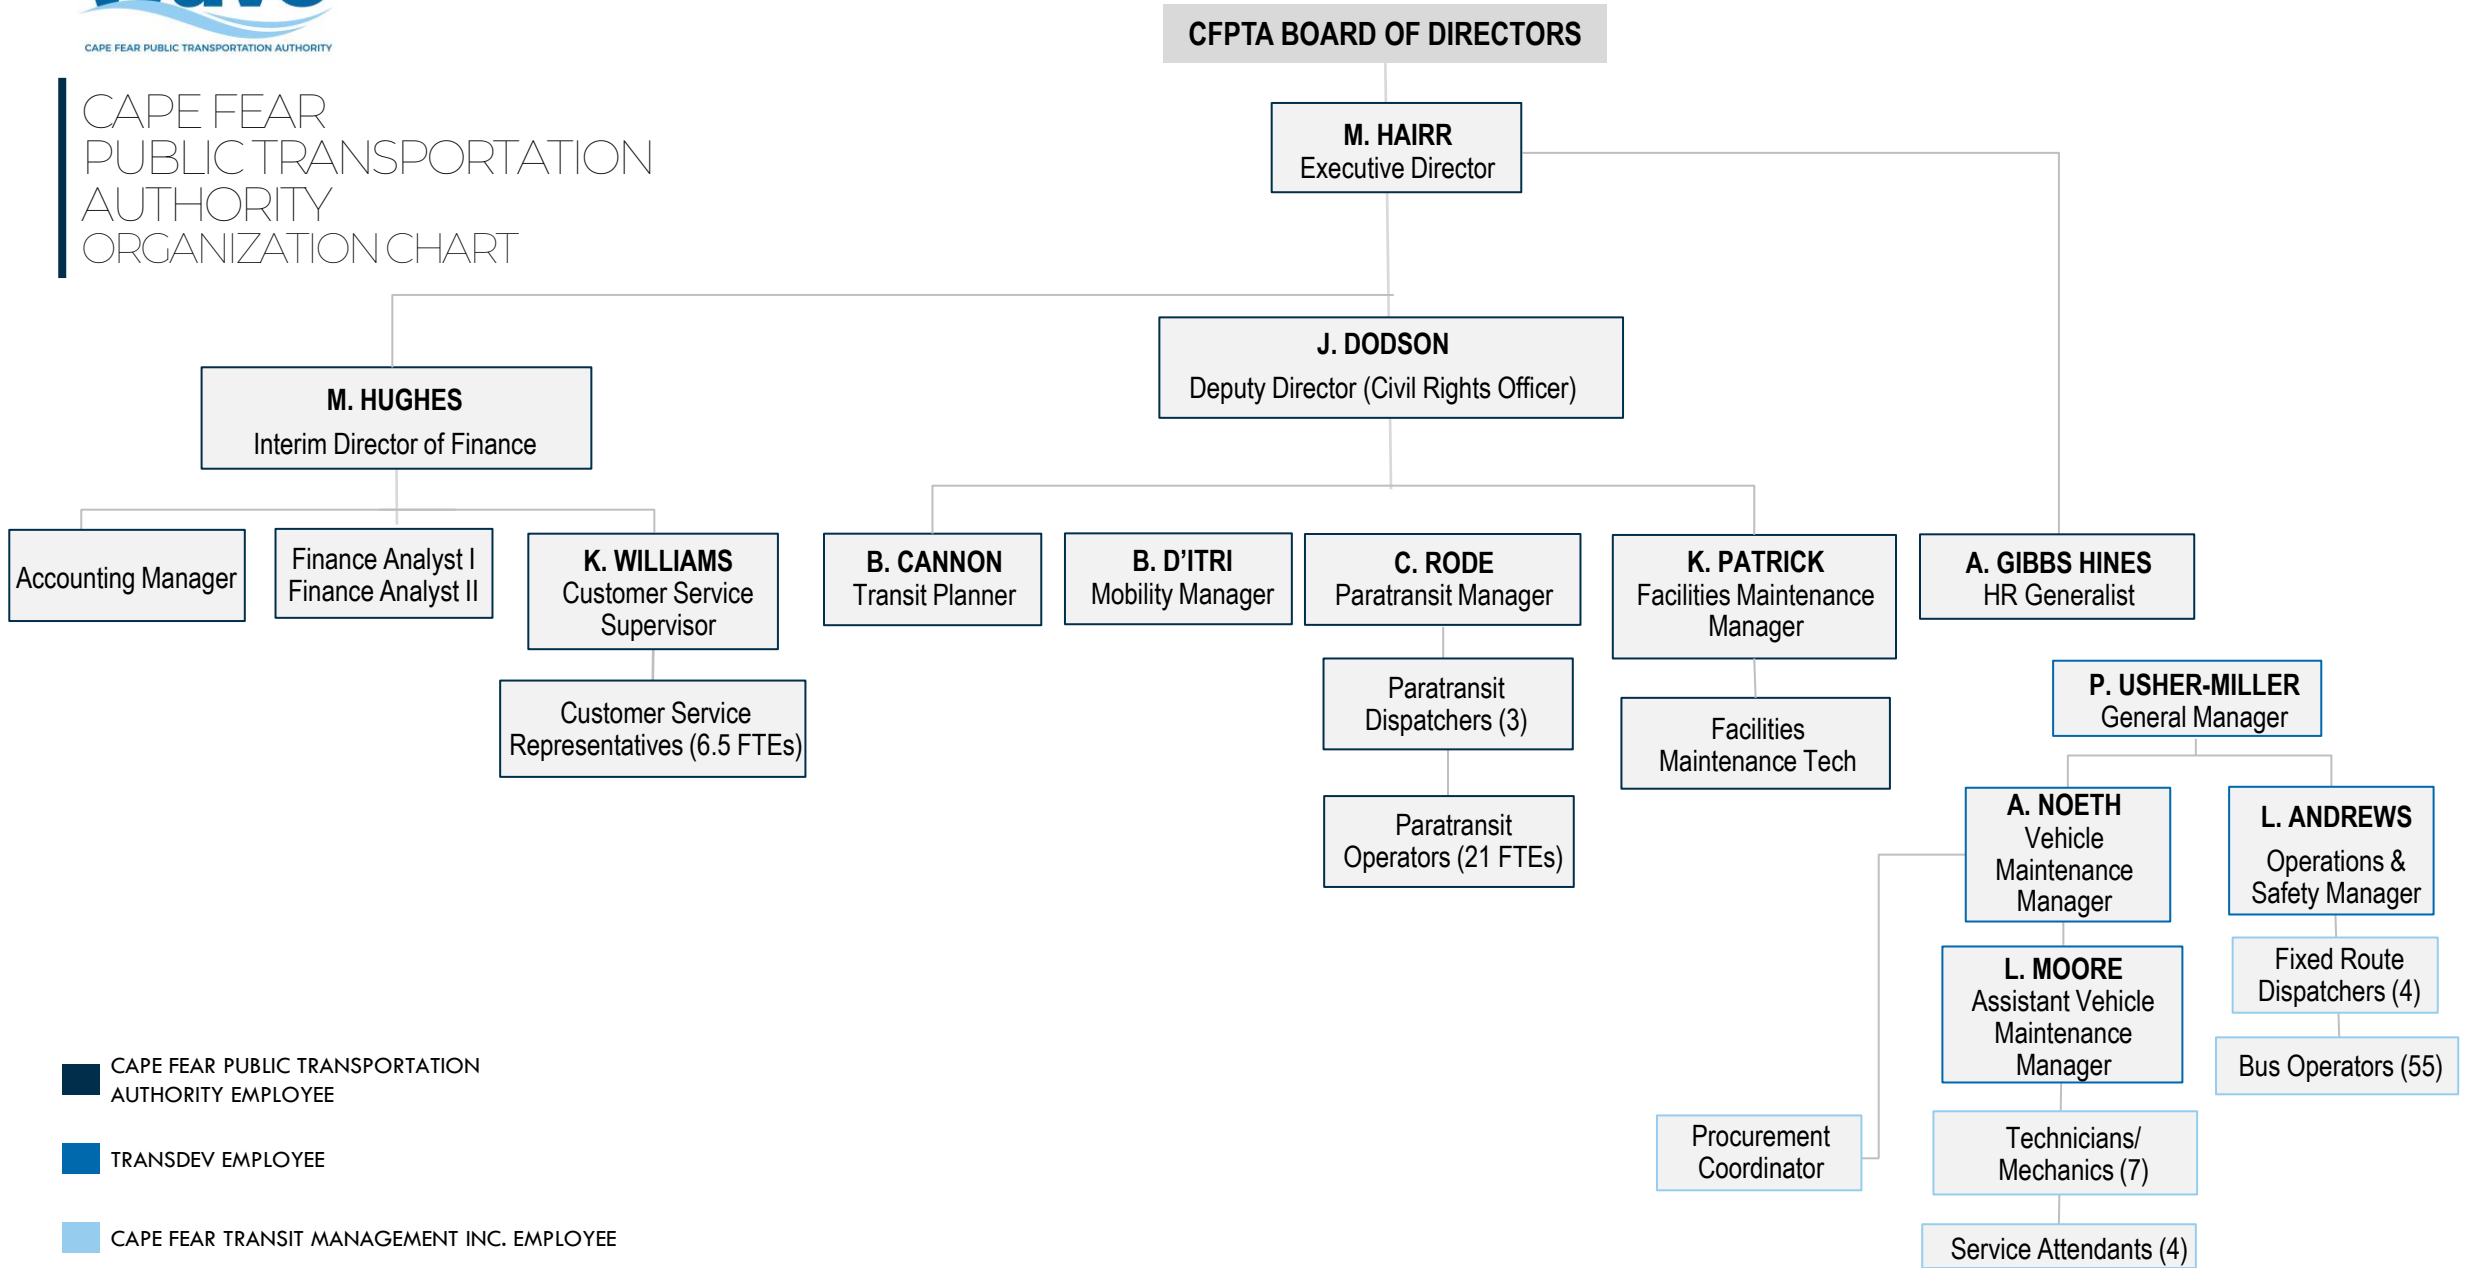 CAPE FEAR PUBLIC TRANSPORTATION AUTHORITY
CAPE FEAR
PUBLIC TRANSPORTATION
AUTHORITY
ORGANIZATION CHART
CFPTA BOARD OF DIRECTORS
M. HAIRR
Executive Director
J. DODSON
Deputy Director (Civil Rights Officer)
M. HUGHES
Interim Director of Finance
Accounting Manager
Finance Analyst I
Finance Analyst II
K. WILLIAMS
Customer Service
Supervisor
Customer Service
Representatives (6.5 FTEs)
B. CANNON
Transit Planner
B. D'ITRI
Mobility Manager
C. RODE
Paratransit Manager
Paratransit
Dispatchers (3)
Paratransit
Operators (21 FTEs)
K. PATRICK
Facilities Maintenance
Manager
Facilities
Maintenance Tech
A. GIBBS HINES
HR Generalist
P. USHER-MILLER
General Manager
A. NOETH
Vehicle
Maintenance
Manager
L. ANDREWS
Operations &
Safety Manager
L. MOORE
Assistant Vehicle
Maintenance
Manager
Fixed Route
Dispatchers (4)
Bus Operators (55)
Procurement
Coordinator
Technicians/
Mechanics (7)
Service Attendants (4)
CAPE FEAR PUBLIC TRANSPORTATION
AUTHORITY EMPLOYEE
TRANSDEV EMPLOYEE
CAPE FEAR TRANSIT MANAGEMENT INC. EMPLOYEE